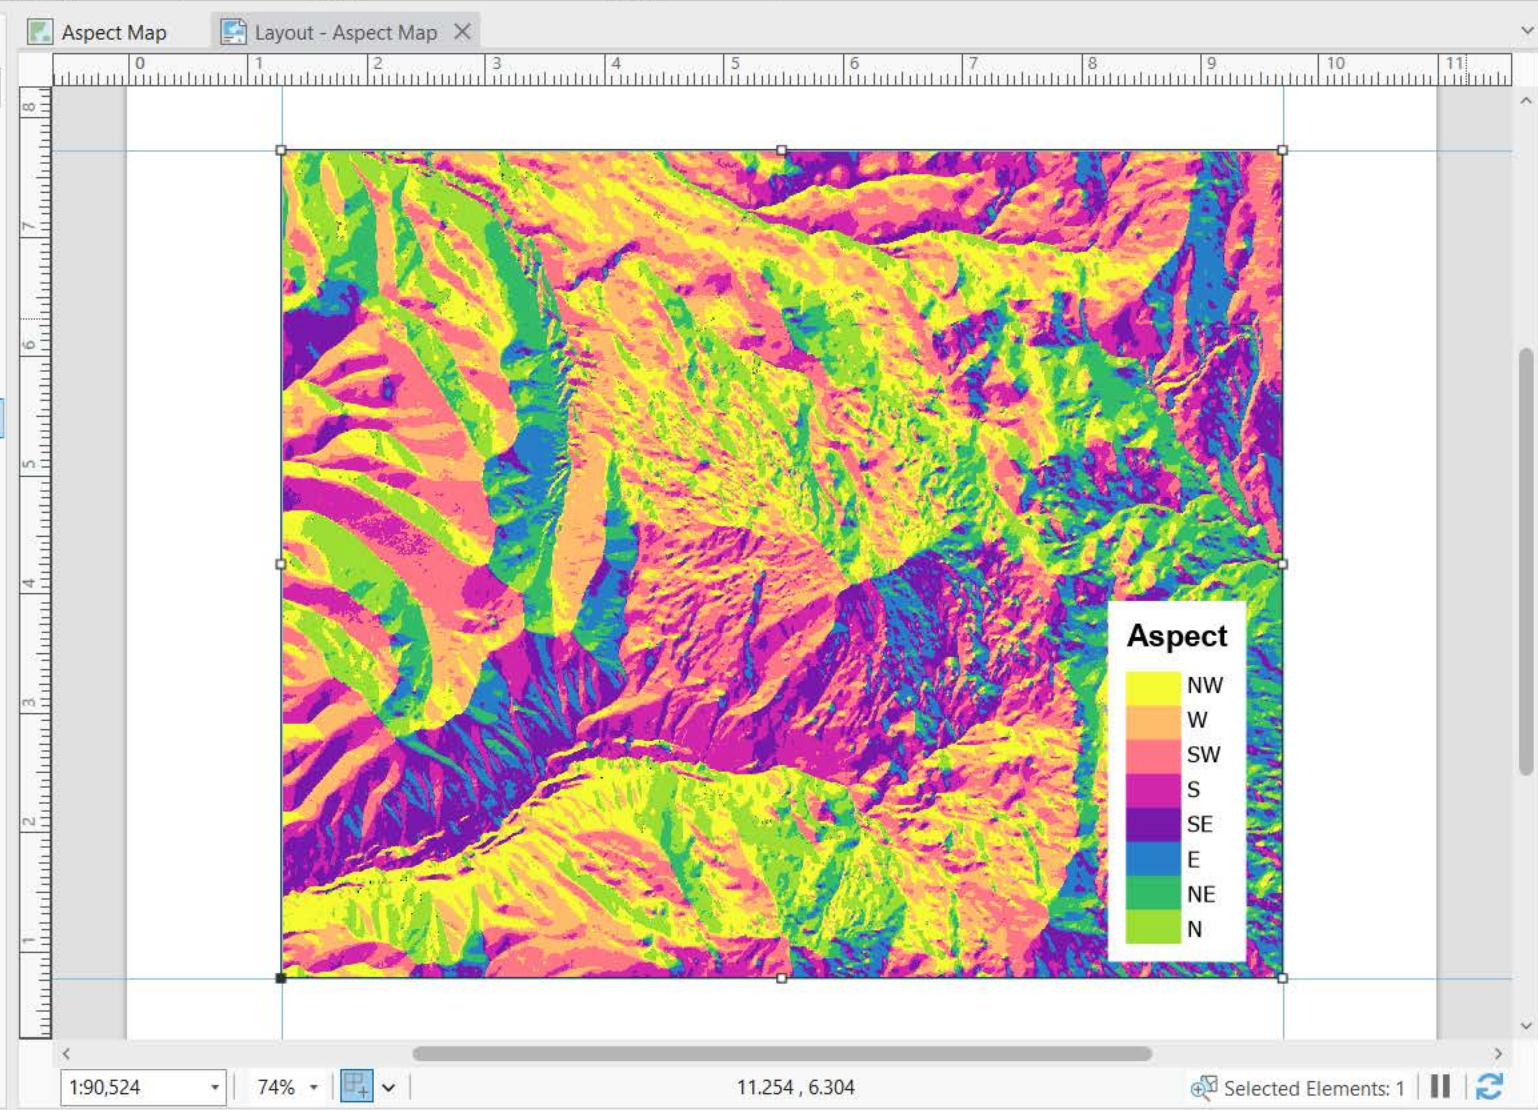 Aspect Map
Layout - Aspect Map
0 1 2 3 4 5 6 7 8 9 10 11
8
7
6
5
4
3
2
1
Aspect
NW
W
SW
S
SE
E
NE
N
1:90,524
74%
11.254 , 6.304
Selected Elements: 1